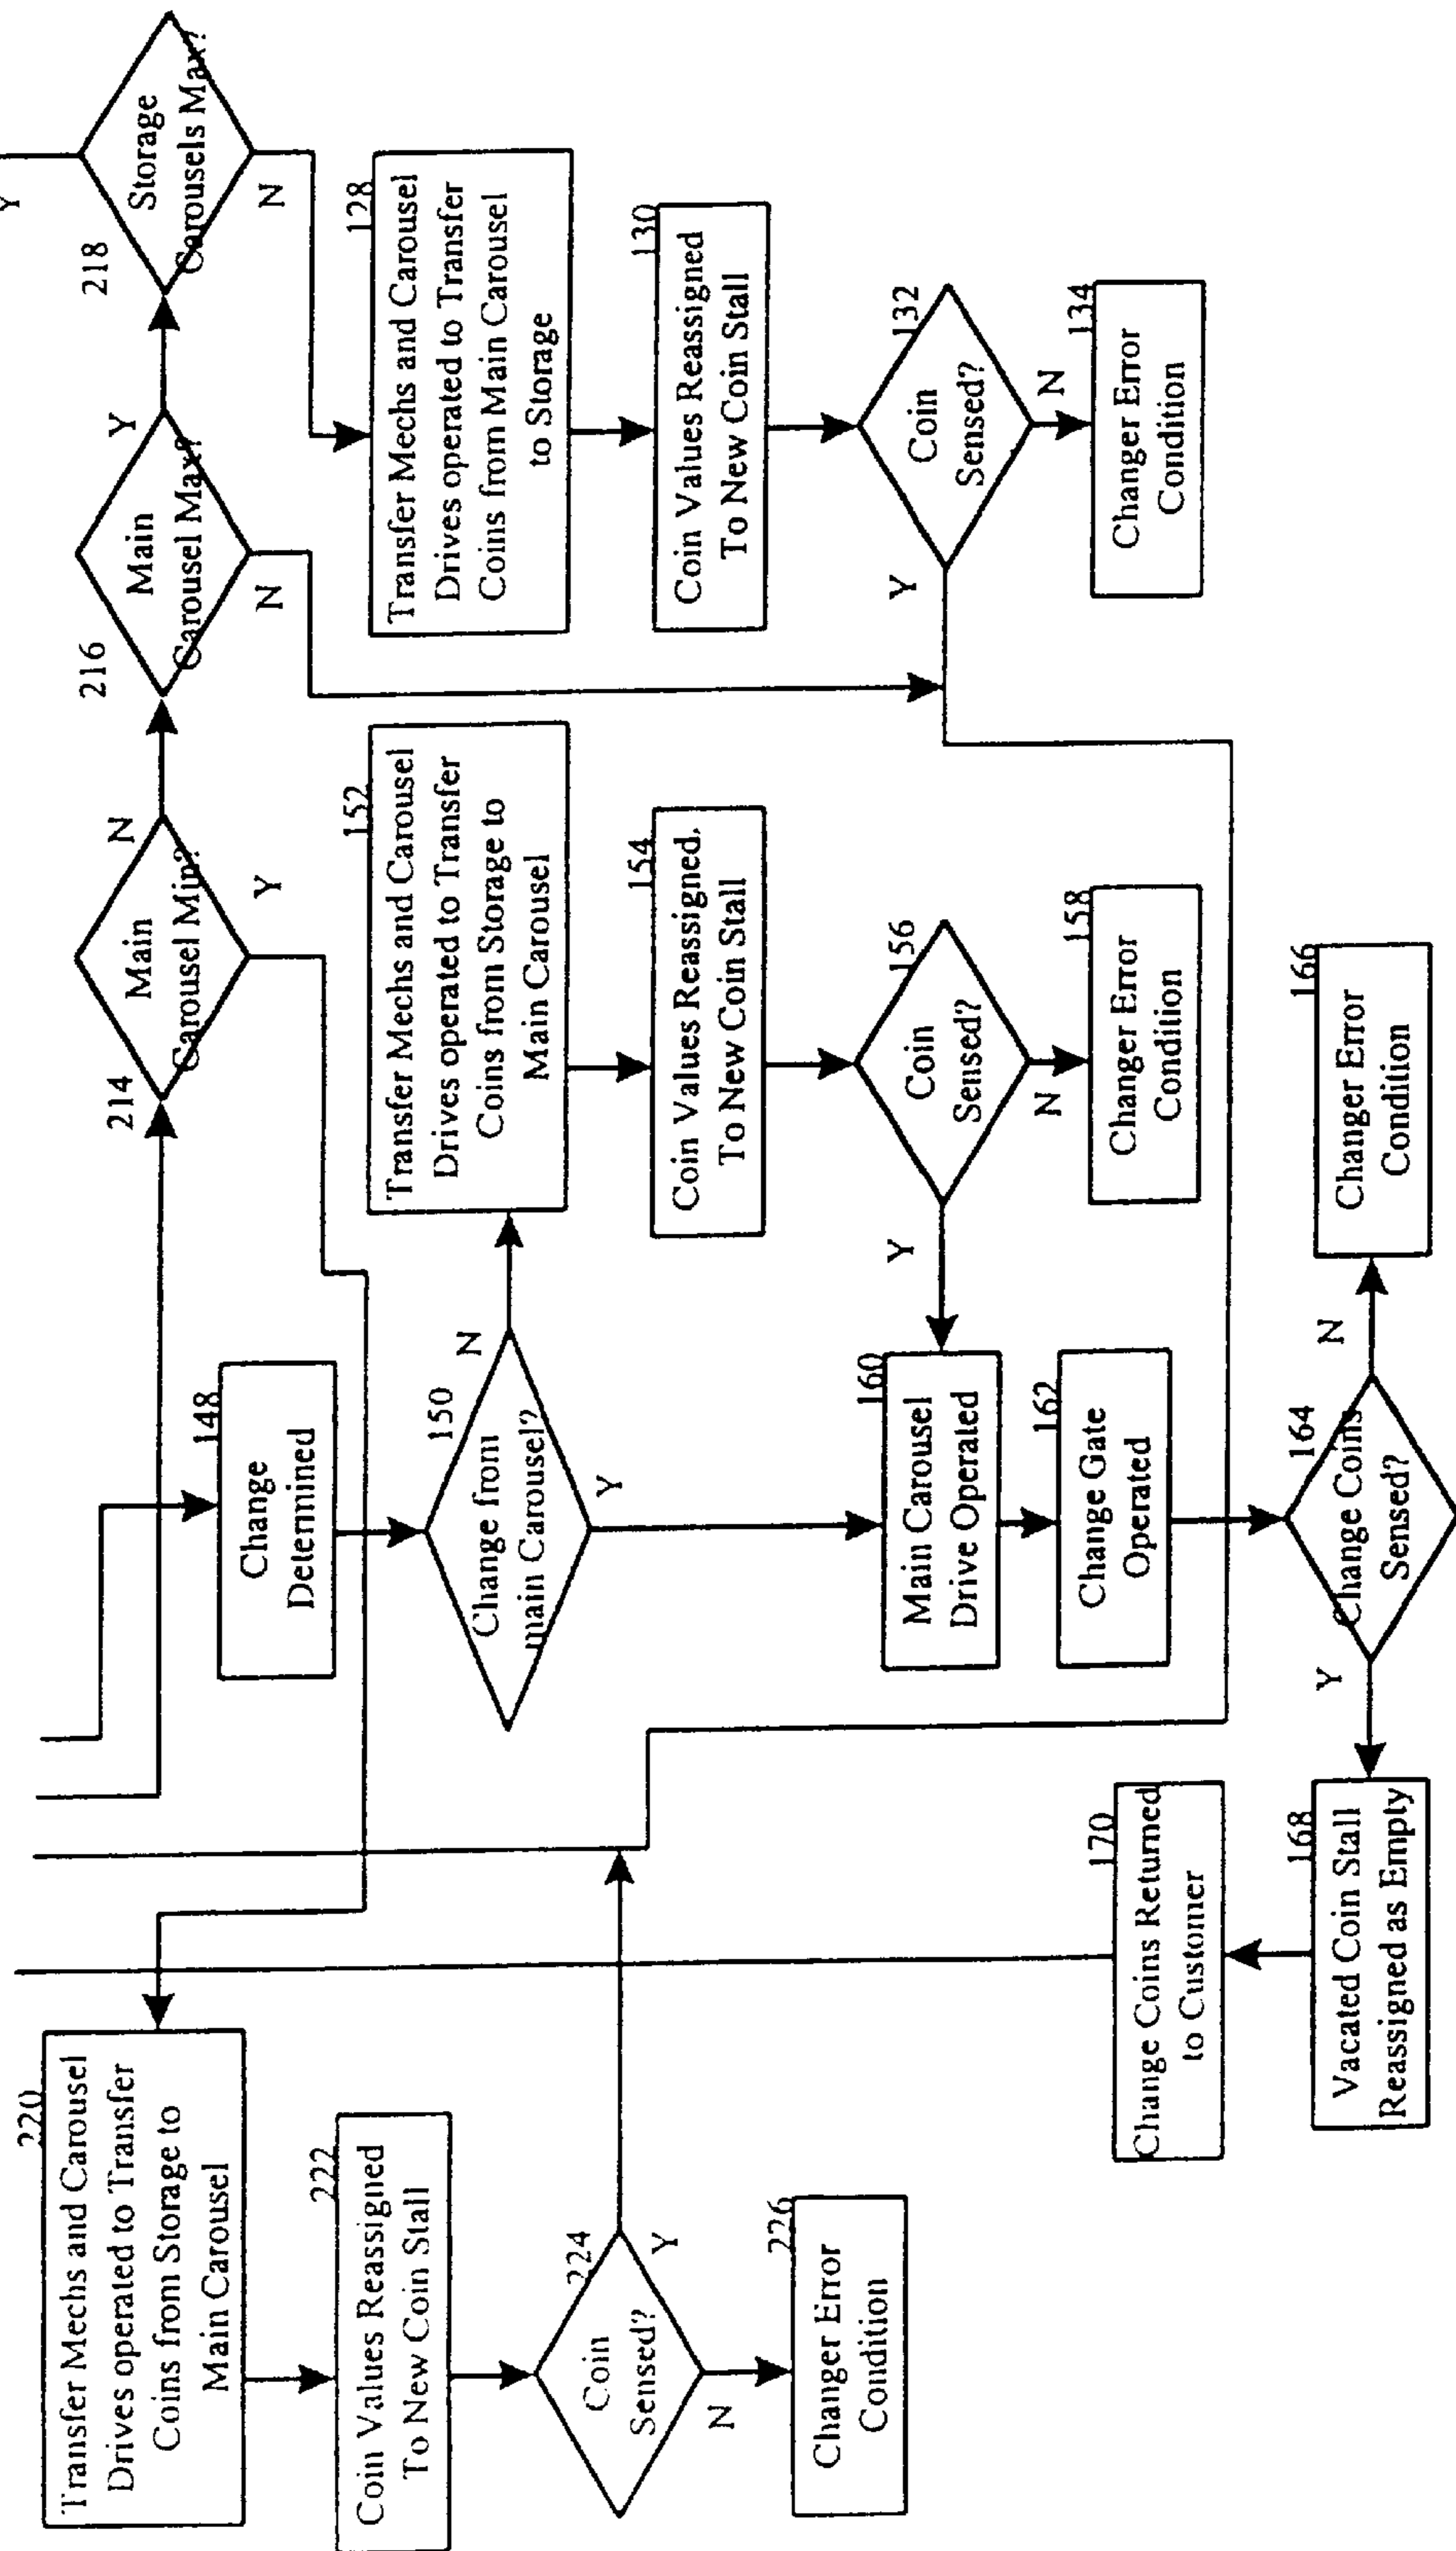 Y
218
Storage
Carousels Max?
N
216
Main
Carousel Max?
Y
N
214
Main
Carousel Min?
N
Y
128
Transfer Mechs and Carousel
Drives operated to Transfer
Coins from Main Carousel
to Storage
130
Coin Values Reassigned
To New Coin Stall
132
Coin
Sensed?
Y
N
134
Changer Error
Condition
152
Transfer Mechs and Carousel
Drives operated to Transfer
Coins from Storage to
Main Carousel
154
Coin Values Reassigned.
To New Coin Stall
156
Coin
Sensed?
Y
N
158
Changer Error
Condition
148
Change
Determined
150
Change from
main Carousel?
N
Y
160
Main Carousel
Drive Operated
162
Change Gate
Operated
164
Change Coins
Sensed?
Y
N
166
Changer Error
Condition
168
Vacated Coin Stall
Reassigned as Empty
170
Change Coins Returned
to Customer
220
Transfer Mechs and Carousel
Drives operated to Transfer
Coins from Storage to
Main Carousel
222
Coin Values Reassigned
To New Coin Stall
224
Coin
Sensed?
Y
N
226
Changer Error
Condition